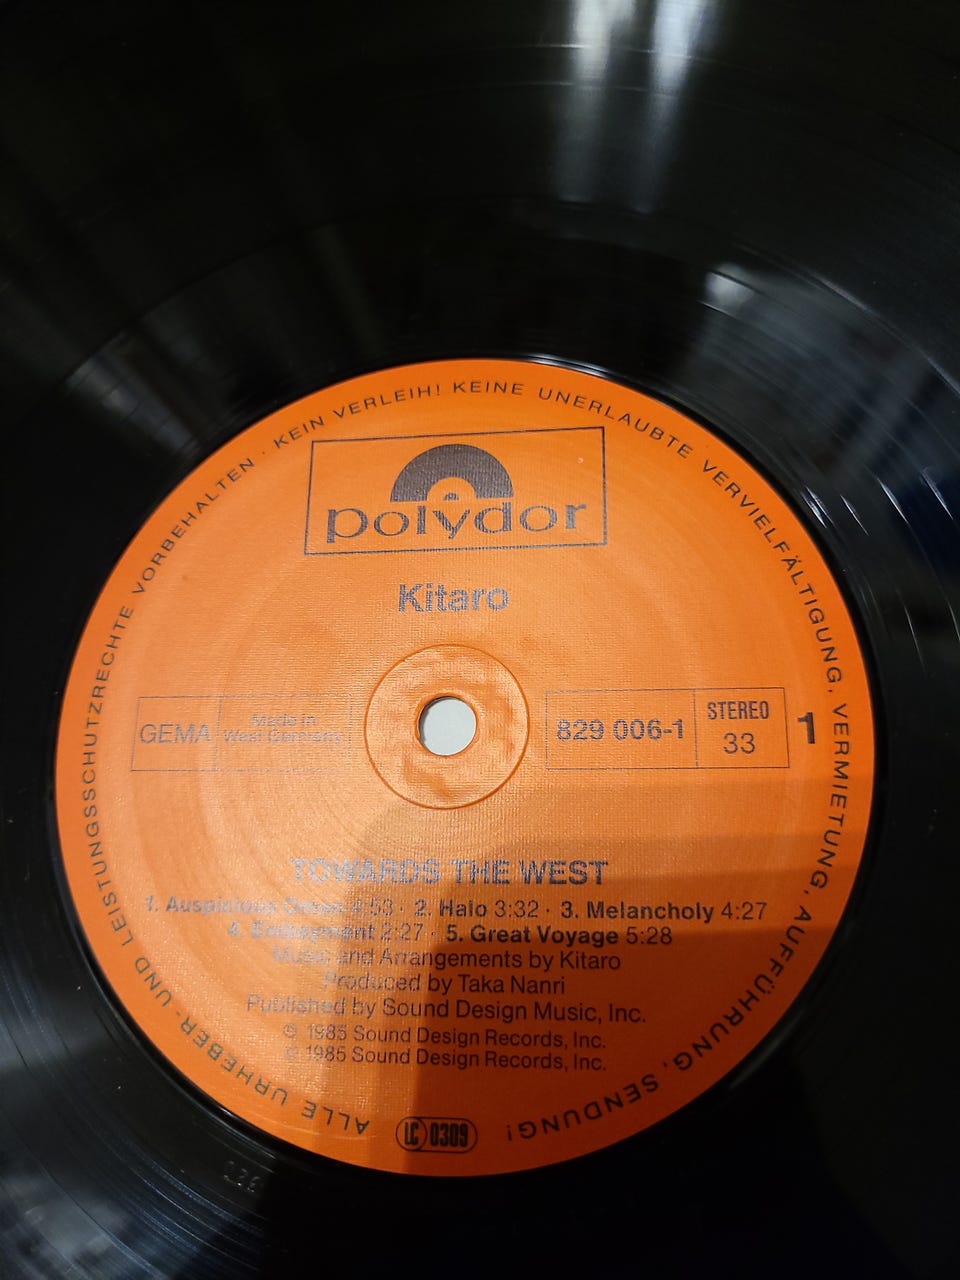 ALLE URHEBER- UND LEISTUNGSSCHUTZRECHTE VORBEHALTEN · KEIN VERLEIH! KEINE UNERLAUBTE VERVIELFÄLTIGUNG, VERMIETUNG, AUFFÜHRUNG, SENDUNG!
polydor
Kitaro
GEMA
Made in
West Germany
829 006-1
STEREO
33
1
TOWARDS THE WEST
1. Auspicious Omen 4:53 · 2. Halo 3:32 · 3. Melancholy 4:27
4. Embayment 2:27 · 5. Great Voyage 5:28
Music and Arrangements by Kitaro
Produced by Taka Nanri
Published by Sound Design Music, Inc.
℗ 1985 Sound Design Records, Inc.
© 1985 Sound Design Records, Inc.
LC 0309